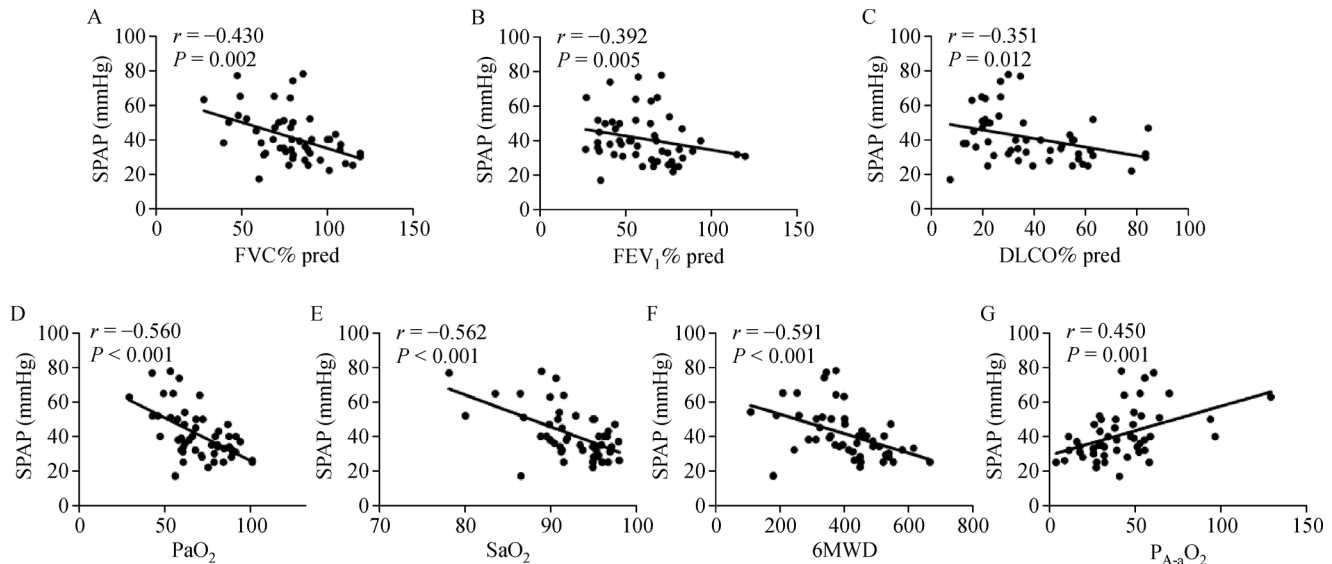 A
r = −0.430
P = 0.002
SPAP (mmHg)
100
80
60
40
20
0
0 50 100 150
FVC% pred
B
r = −0.392
P = 0.005
SPAP (mmHg)
100
80
60
40
20
0
0 50 100 150
FEV₁% pred
C
r = −0.351
P = 0.012
SPAP (mmHg)
100
80
60
40
20
0
0 20 40 60 80 100
DLCO% pred
D
r = −0.560
P < 0.001
SPAP (mmHg)
100
80
60
40
20
0
0 50 100
PaO₂
E
r = −0.562
P < 0.001
SPAP (mmHg)
100
80
60
40
20
0
70 80 90 100
SaO₂
F
r = −0.591
P < 0.001
SPAP (mmHg)
100
80
60
40
20
0
0 200 400 600 800
6MWD
G
r = 0.450
P = 0.001
SPAP (mmHg)
100
80
60
40
20
0
0 50 100 150
P_A-aO₂